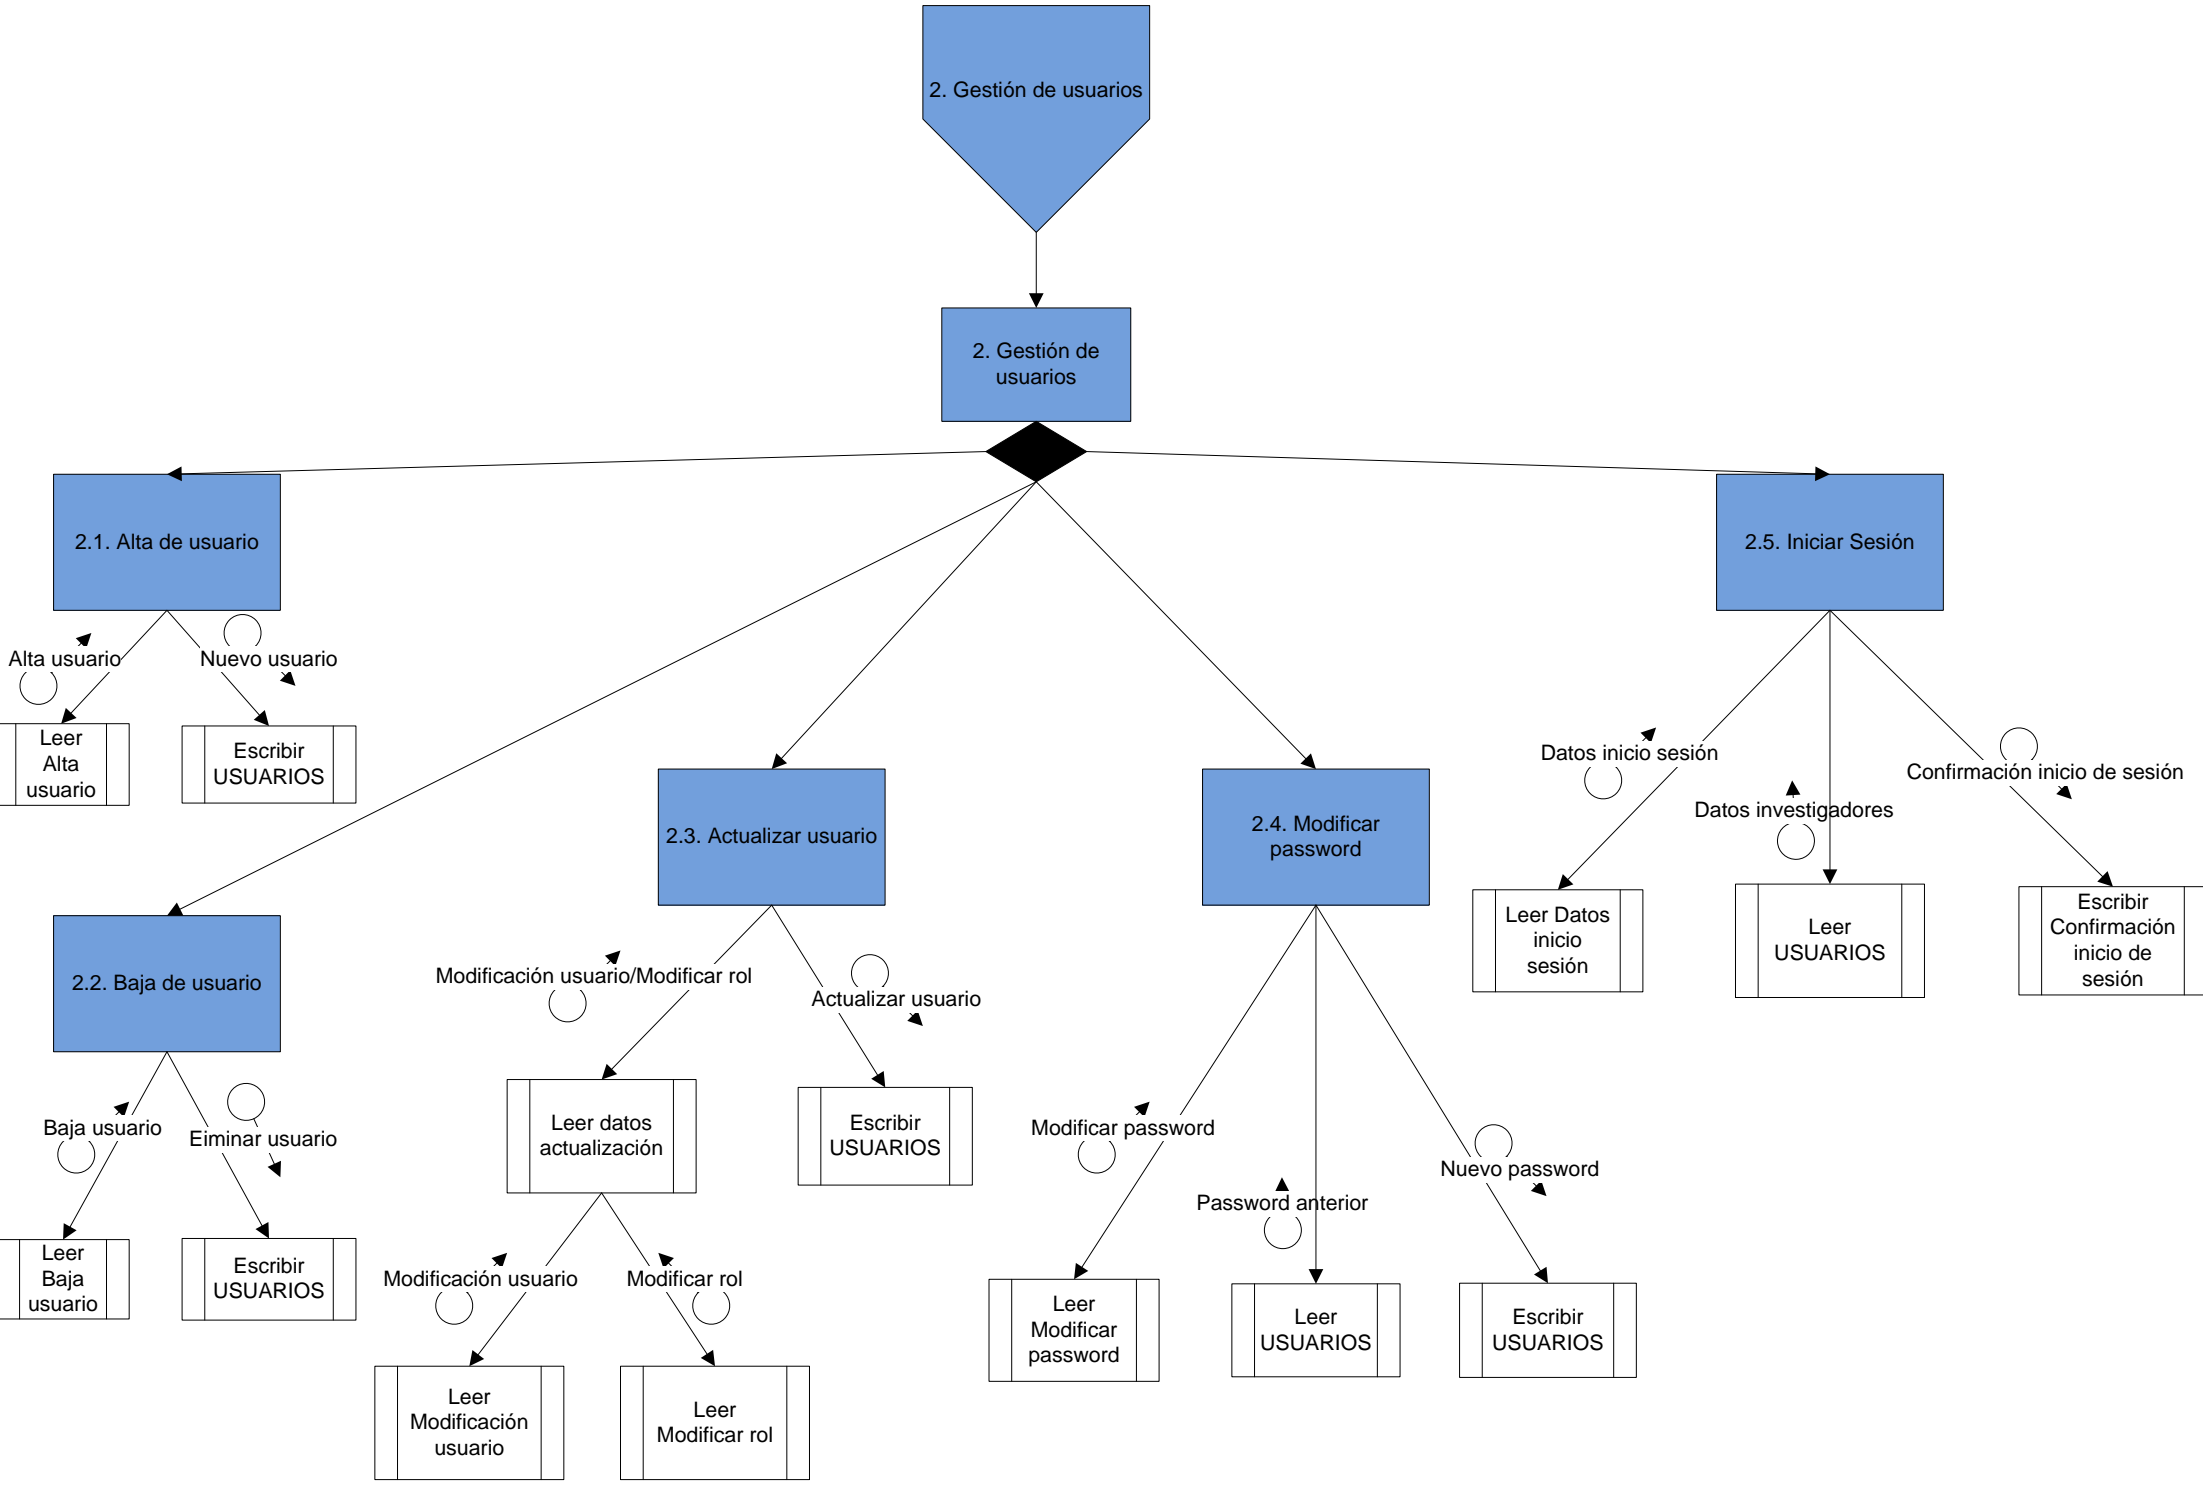 2. Gestión de usuarios
2. Gestión de
usuarios
2.1. Alta de usuario
2.5. Iniciar Sesión
Alta usuario
Nuevo usuario
Leer
Alta
usuario
Escribir
USUARIOS
Datos inicio sesión
Confirmación inicio de sesión
Datos investigadores
2.3. Actualizar usuario
2.4. Modificar
password
Leer Datos
inicio
sesión
Leer
USUARIOS
Escribir
Confirmación
inicio de
sesión
2.2. Baja de usuario
Modificación usuario/Modificar rol
Actualizar usuario
Baja usuario
Eiminar usuario
Leer datos
actualización
Escribir
USUARIOS
Modificar password
Nuevo password
Password anterior
Leer
Baja
usuario
Escribir
USUARIOS
Modificación usuario
Modificar rol
Leer
Modificar
password
Leer
USUARIOS
Escribir
USUARIOS
Leer
Modificación
usuario
Leer
Modificar rol